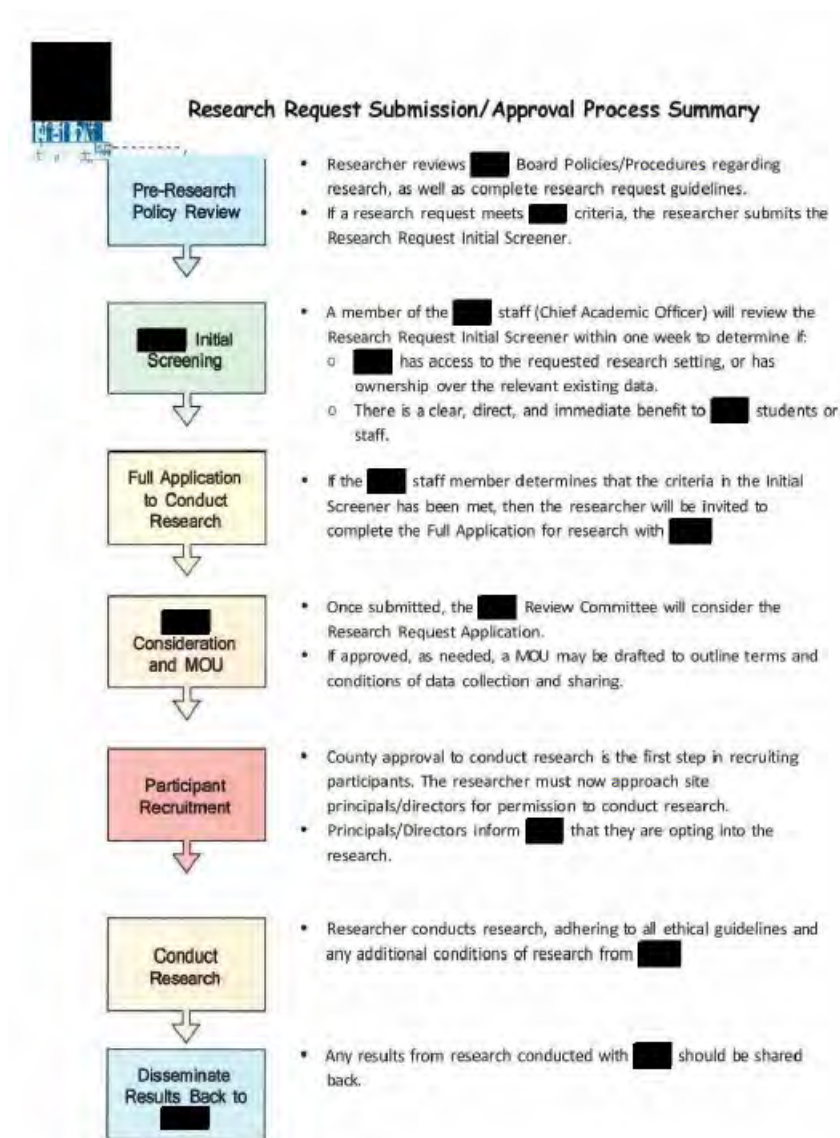 Research Request Submission/Approval Process Summary
Pre-Research
Policy Review
• Researcher reviews Board Policies/Procedures regarding
research, as well as complete research request guidelines.
• If a research request meets criteria, the researcher submits the
Research Request Initial Screener.
Initial
Screening
• A member of the staff (Chief Academic Officer) will review the
Research Request Initial Screener within one week to determine if:
o has access to the requested research setting, or has
ownership over the relevant existing data.
o There is a clear, direct, and immediate benefit to students or
staff.
Full Application
to Conduct
Research
• If the staff member determines that the criteria in the Initial
Screener has been met, then the researcher will be invited to
complete the Full Application for research with
Consideration
and MOU
• Once submitted, the Review Committee will consider the
Research Request Application.
• If approved, as needed, a MOU may be drafted to outline terms and
conditions of data collection and sharing.
Participant
Recruitment
• County approval to conduct research is the first step in recruiting
participants. The researcher must now approach site
principals/directors for permission to conduct research.
• Principals/Directors inform that they are opting into the
research.
Conduct
Research
• Researcher conducts research, adhering to all ethical guidelines and
any additional conditions of research from
Disseminate
Results Back to
• Any results from research conducted with should be shared
back.